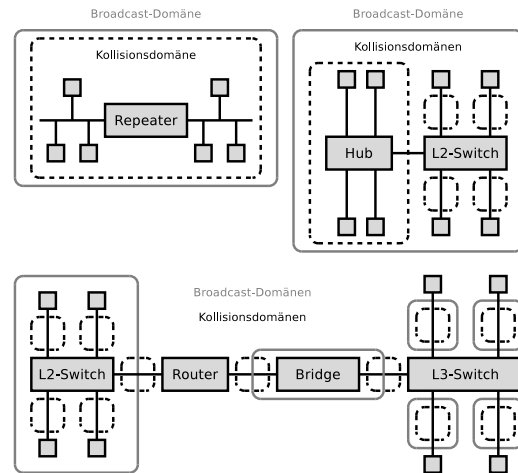 Broadcast-Domäne
Kollisionsdomäne
Repeater
Broadcast-Domäne
Kollisionsdomänen
Hub
L2-Switch
Broadcast-Domänen
Kollisionsdomänen
L2-Switch
Router
Bridge
L3-Switch